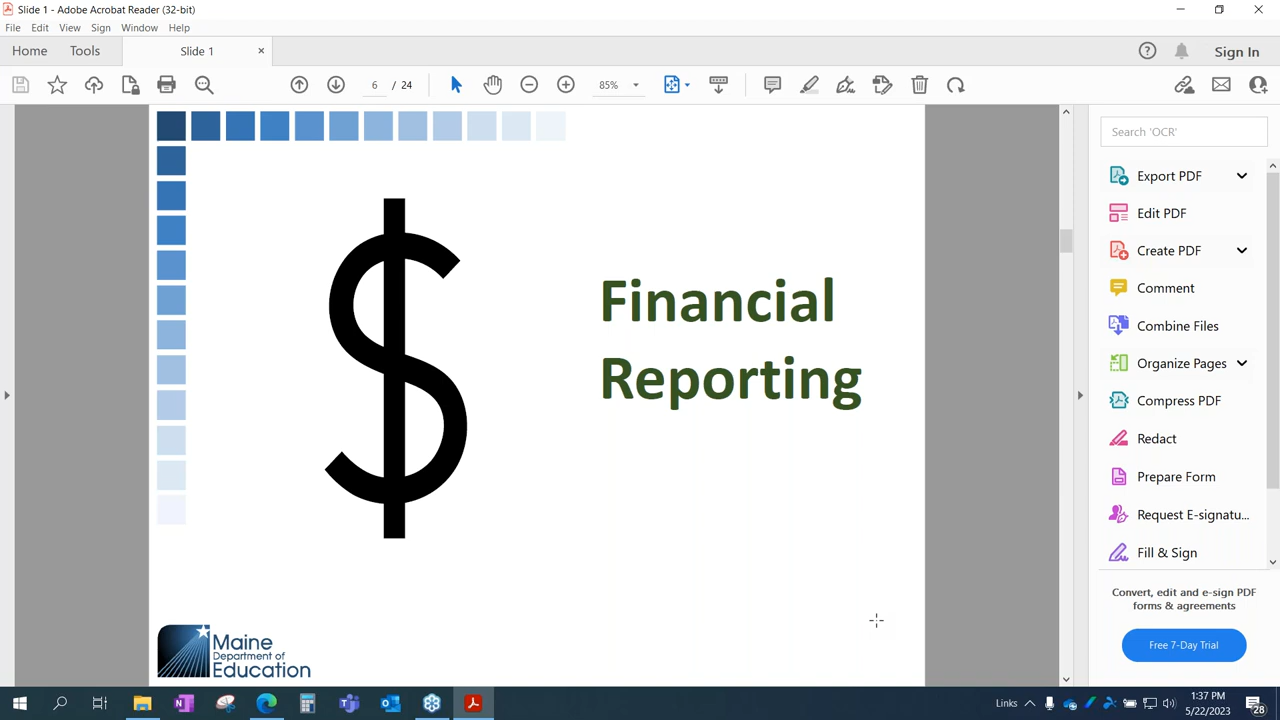 Slide 1 - Adobe Acrobat Reader (32-bit)
File Edit View Sign Window Help
Home Tools Slide 1 × Sign In
6 / 24 85%
Search 'OCR'
Export PDF
Edit PDF
Create PDF
Comment
Combine Files
Organize Pages
Compress PDF
Redact
Prepare Form
Request E-signatu...
Fill & Sign
Convert, edit and e-sign PDF
forms & agreements
Free 7-Day Trial
$
Financial
Reporting
Maine
Department of
Education
Links
1:37 PM
5/22/2023
28